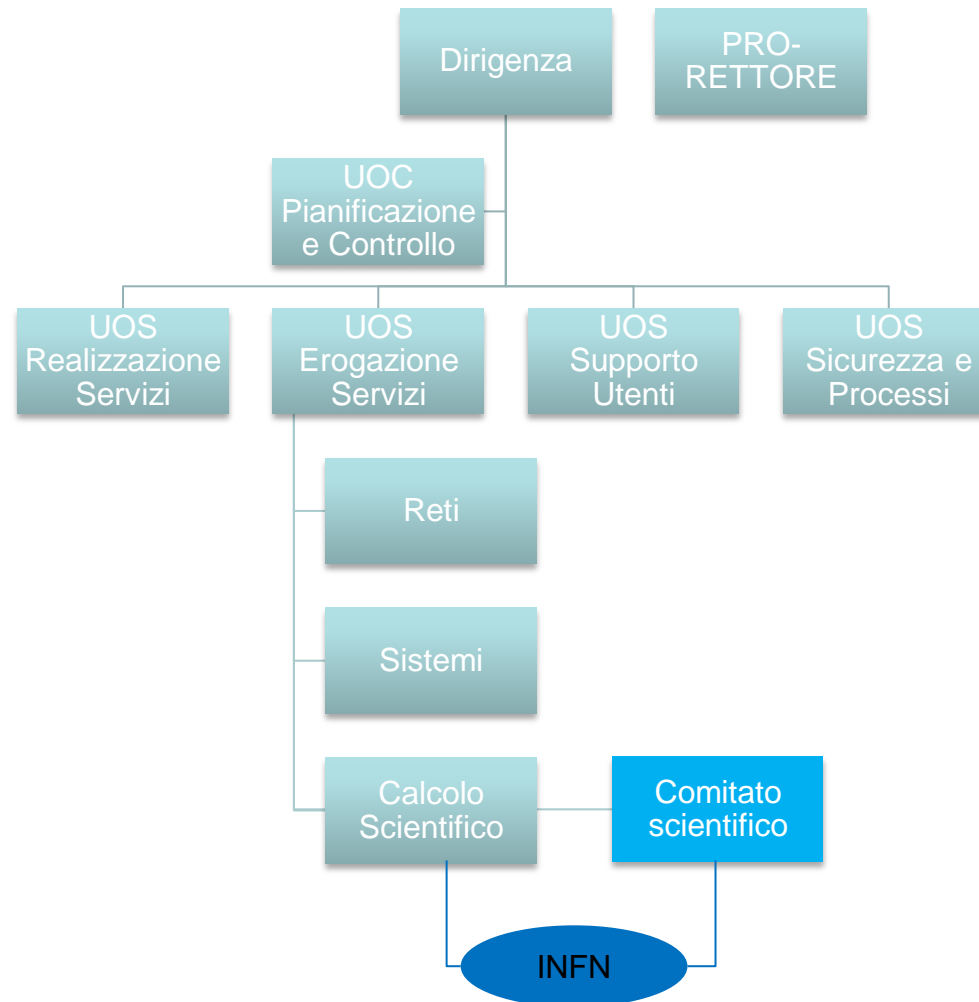 Dirigenza
PRO-
RETTORE
UOC
Pianificazione
e Controllo
UOS
Realizzazione
Servizi
UOS
Erogazione
Servizi
UOS
Supporto
Utenti
UOS
Sicurezza e
Processi
Reti
Sistemi
Calcolo
Scientifico
Comitato
scientifico
INFN